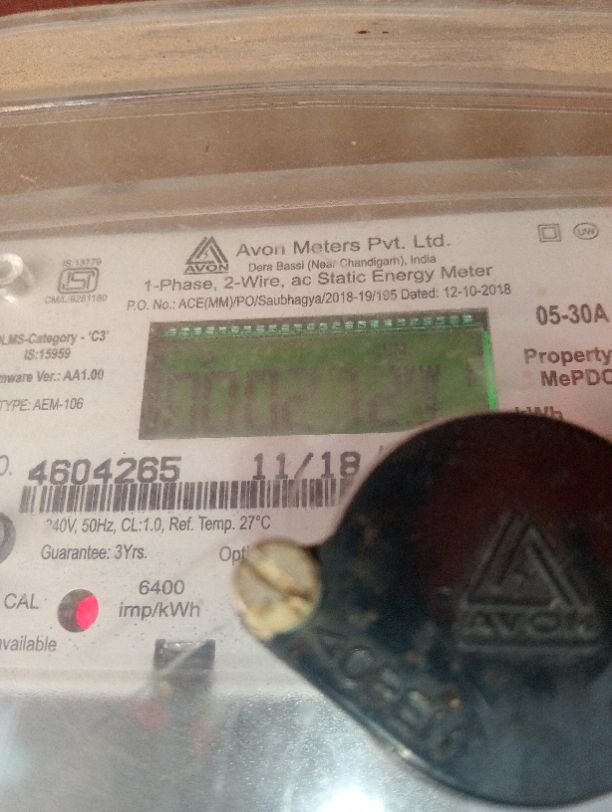 Avon Meters Pvt. Ltd.
AVON
Dera Bassi (Near Chandigarh), India
1-Phase, 2-Wire, ac Static Energy Meter
P.O. No.: ACE(MM)/PO/Saubhagya/2018-19/195 Dated: 12-10-2018
IS:13779
ISI
CM/L-9281180
05-30A
Property
MePDC
kWh
DLMS-Category - 'C3'
IS:15959
mware Ver.: AA1.00
TYPE: AEM-106
4604265 11/18
240V, 50Hz, CL:1.0, Ref. Temp. 27°C
Guarantee: 3Yrs.
CAL
6400
imp/kWh
available
AVON